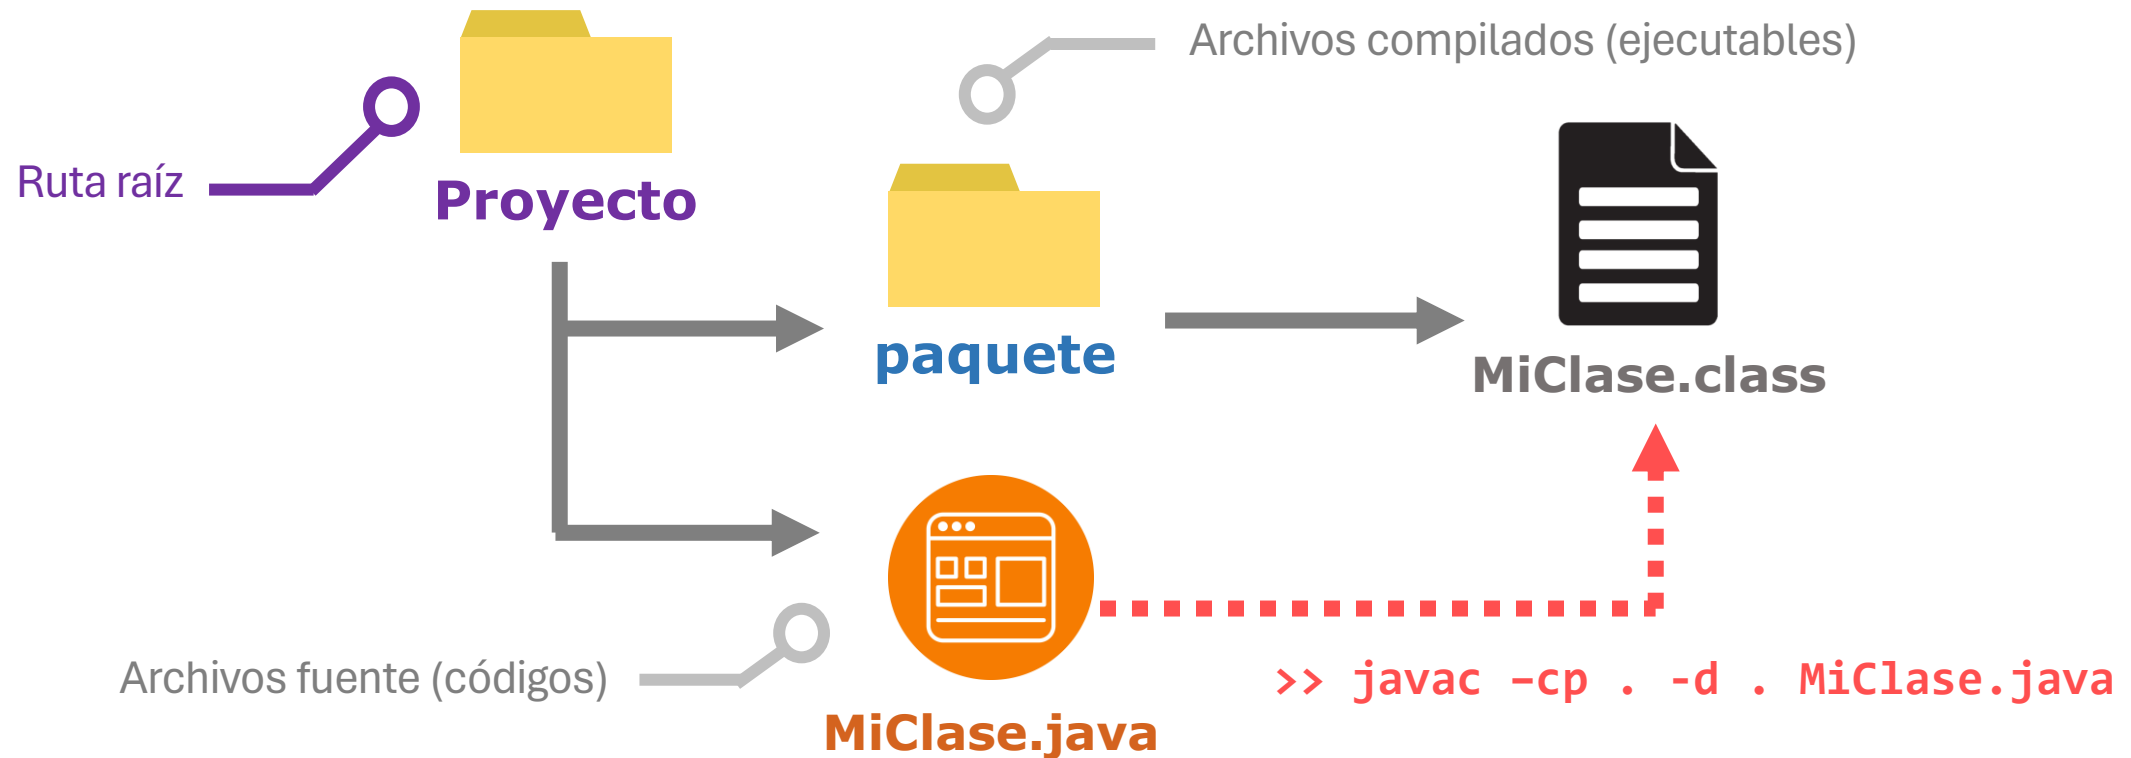 Archivos compilados (ejecutables)
Ruta raíz
Proyecto
paquete
MiClase.class
Archivos fuente (códigos)
>> javac –cp . -d . MiClase.java
MiClase.java